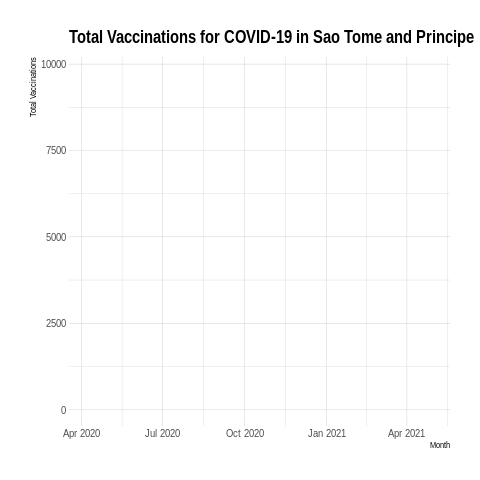 Total Vaccinations for COVID-19 in Sao Tome and Principe
Total Vaccinations
10000
7500
5000
2500
0
Apr 2020 Jul 2020 Oct 2020 Jan 2021 Apr 2021
Month